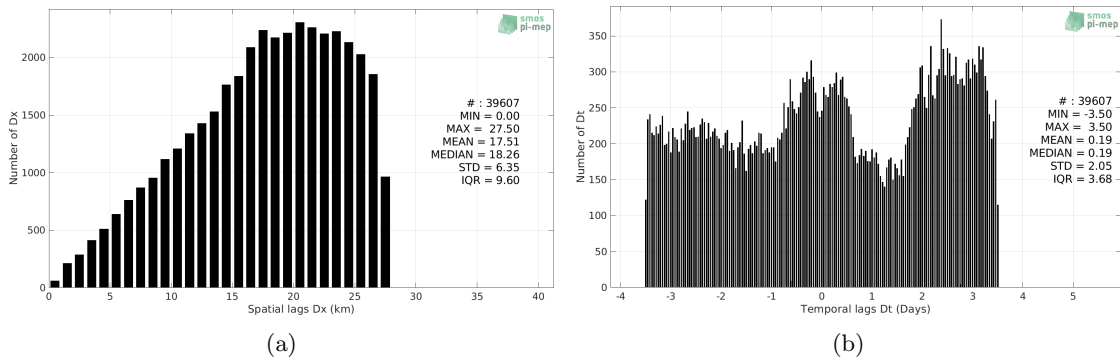 smos
pi-mep
Number of Dx
2000
1500
1000
500
0
# : 39607
MIN = 0.00
MAX = 27.50
MEAN = 17.51
MEDIAN = 18.26
STD = 6.35
IQR = 9.60
0 5 10 15 20 25 30 35 40
Spatial lags Dx (km)
(a)
smos
pi-mep
Number of Dt
350
300
250
200
150
100
50
0
# : 39607
MIN = -3.50
MAX = 3.50
MEAN = 0.19
MEDIAN = 0.19
STD = 2.05
IQR = 3.68
-4 -3 -2 -1 0 1 2 3 4 5
Temporal lags Dt (Days)
(b)